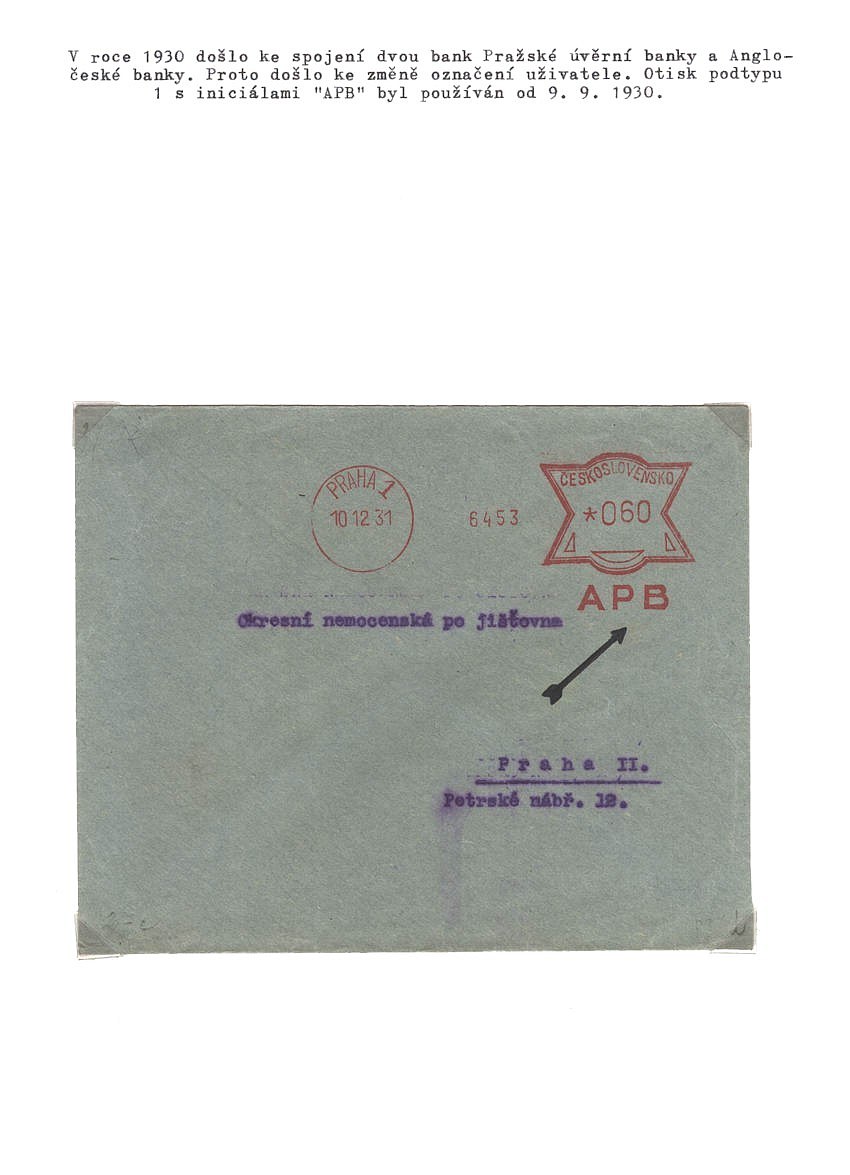 V roce 1930 došlo ke spojení dvou bank Pražské úvěrní banky a Anglo-
české banky. Proto došlo ke změně označení uživatele. Otisk podtypu
1 s iniciálami "APB" byl používán od 9. 9. 1930.
PRAHA 1
10 12 31
6453
ČESKOSLOVENSKO
*060
APB
Okresní nemocenská po jišťovna
Praha II.
Petrské nábř. 12.